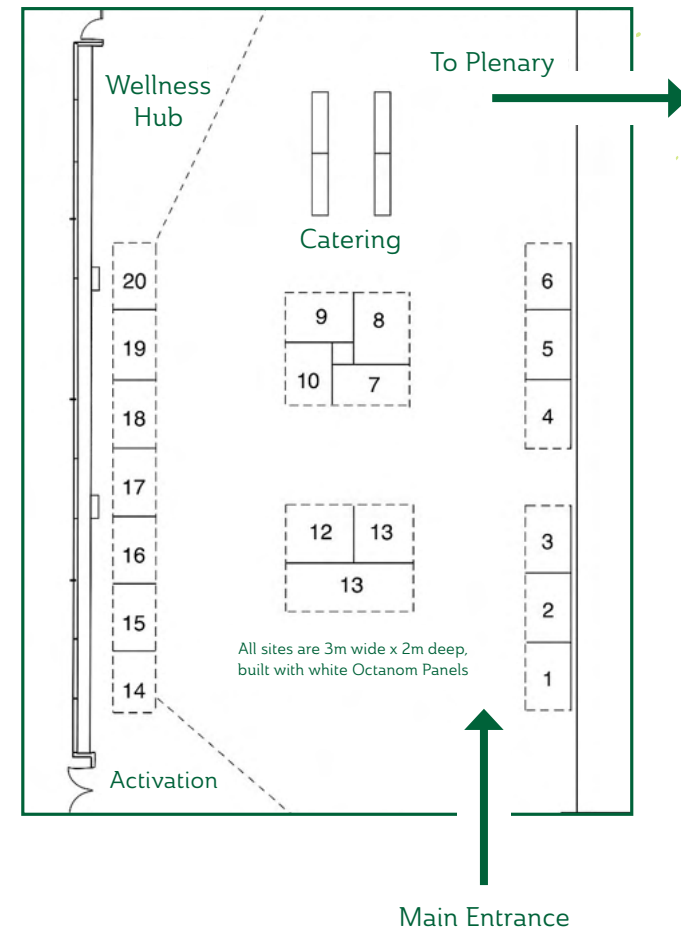 To Plenary
Wellness
Hub
Catering
20
6
9
8
19
5
10
7
18
4
17
12
13
3
16
13
2
15
All sites are 3m wide x 2m deep,
built with white Octanom Panels
14
1
Activation
Main Entrance